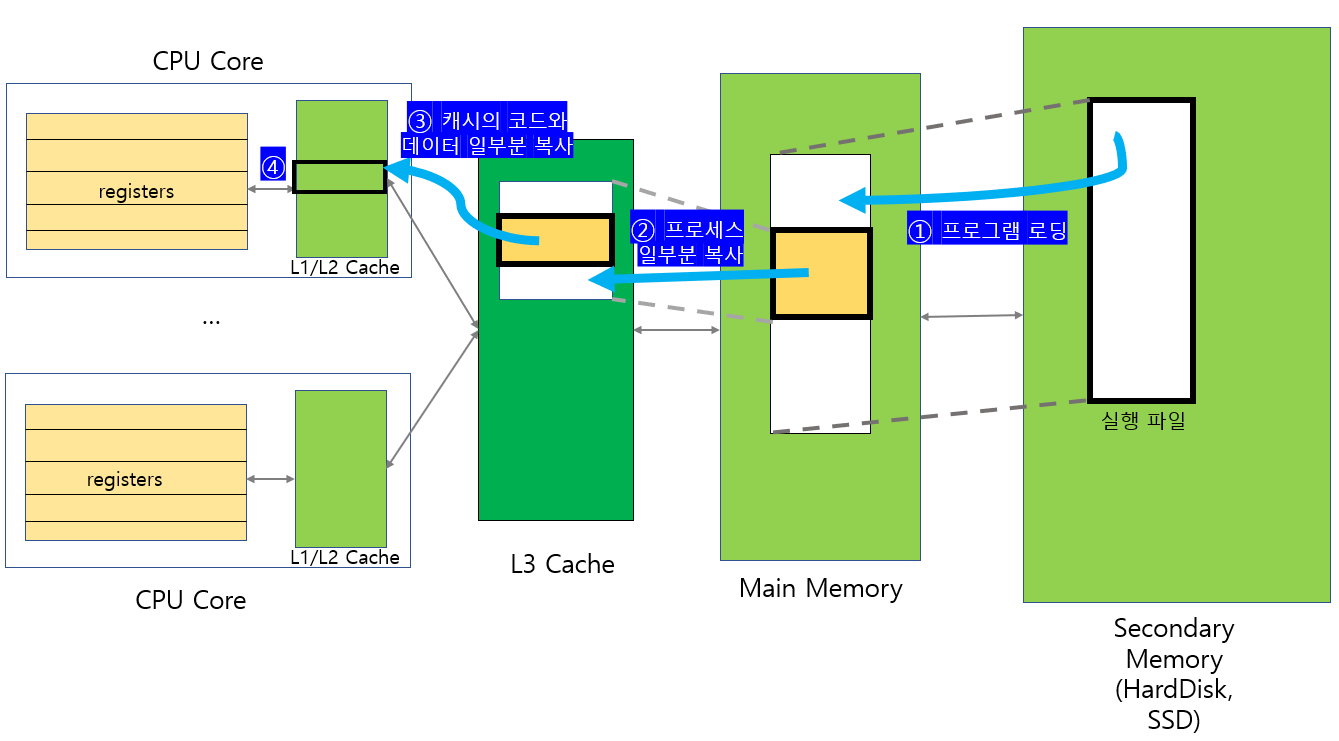 CPU Core
registers
L1/L2 Cache
④
③ 캐시의 코드와
데이터 일부분 복사
② 프로세스
일부분 복사
① 프로그램 로딩
실행 파일
...
registers
L1/L2 Cache
CPU Core
L3 Cache
Main Memory
Secondary
Memory
(HardDisk,
SSD)